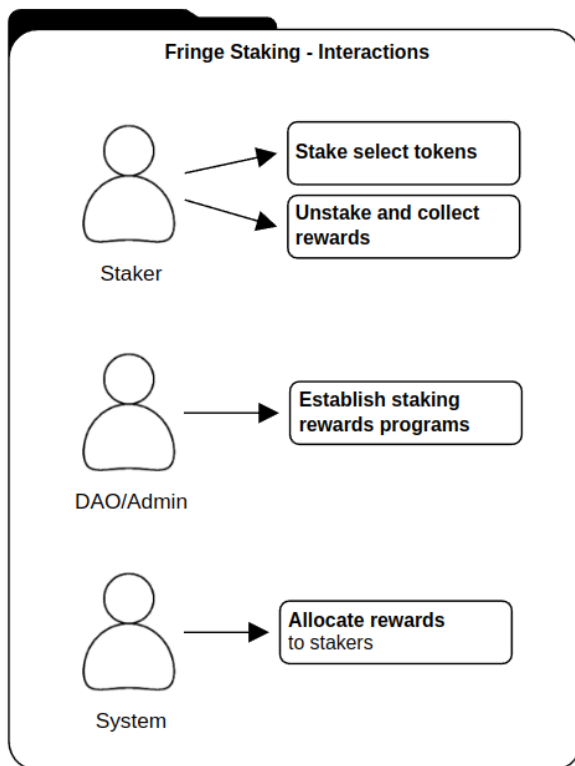 Fringe Staking - Interactions
Stake select tokens
Unstake and collect
rewards
Staker
Establish staking
rewards programs
DAO/Admin
Allocate rewards
to stakers
System